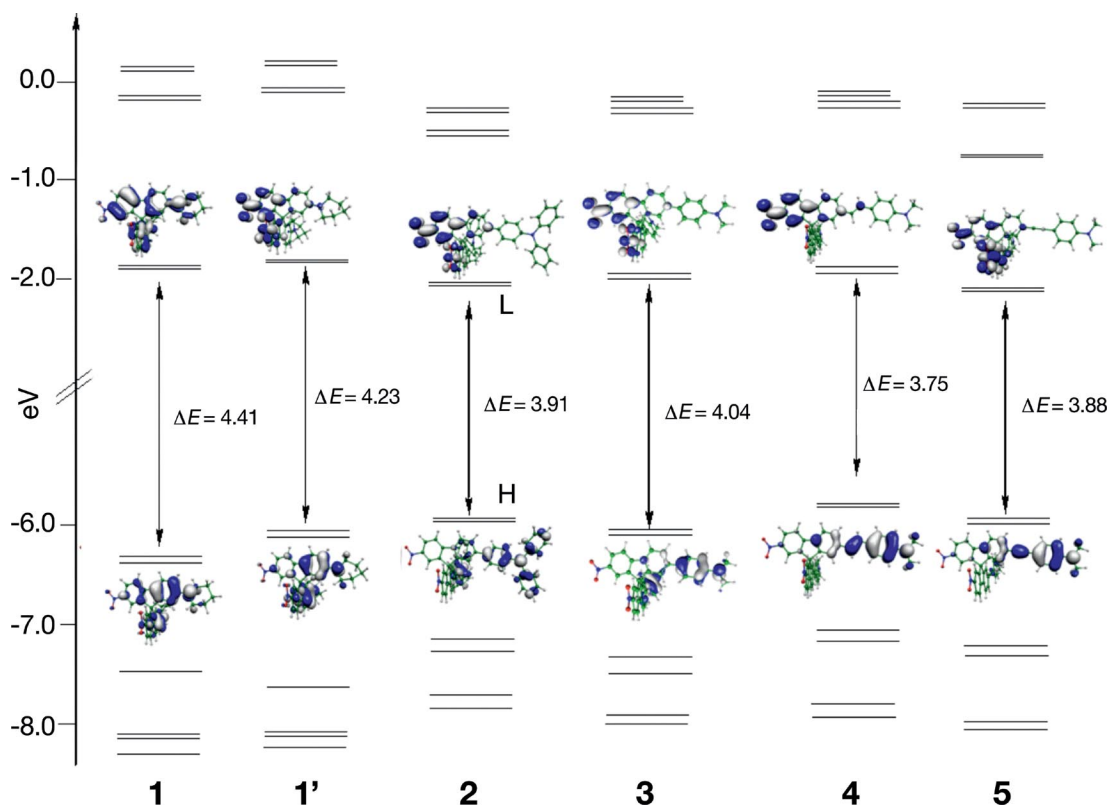 0.0
-1.0
-2.0
L
eV
ΔE = 4.41
ΔE = 4.23
ΔE = 3.91
ΔE = 4.04
ΔE = 3.75
ΔE = 3.88
H
-6.0
-7.0
-8.0
1 1’ 2 3 4 5